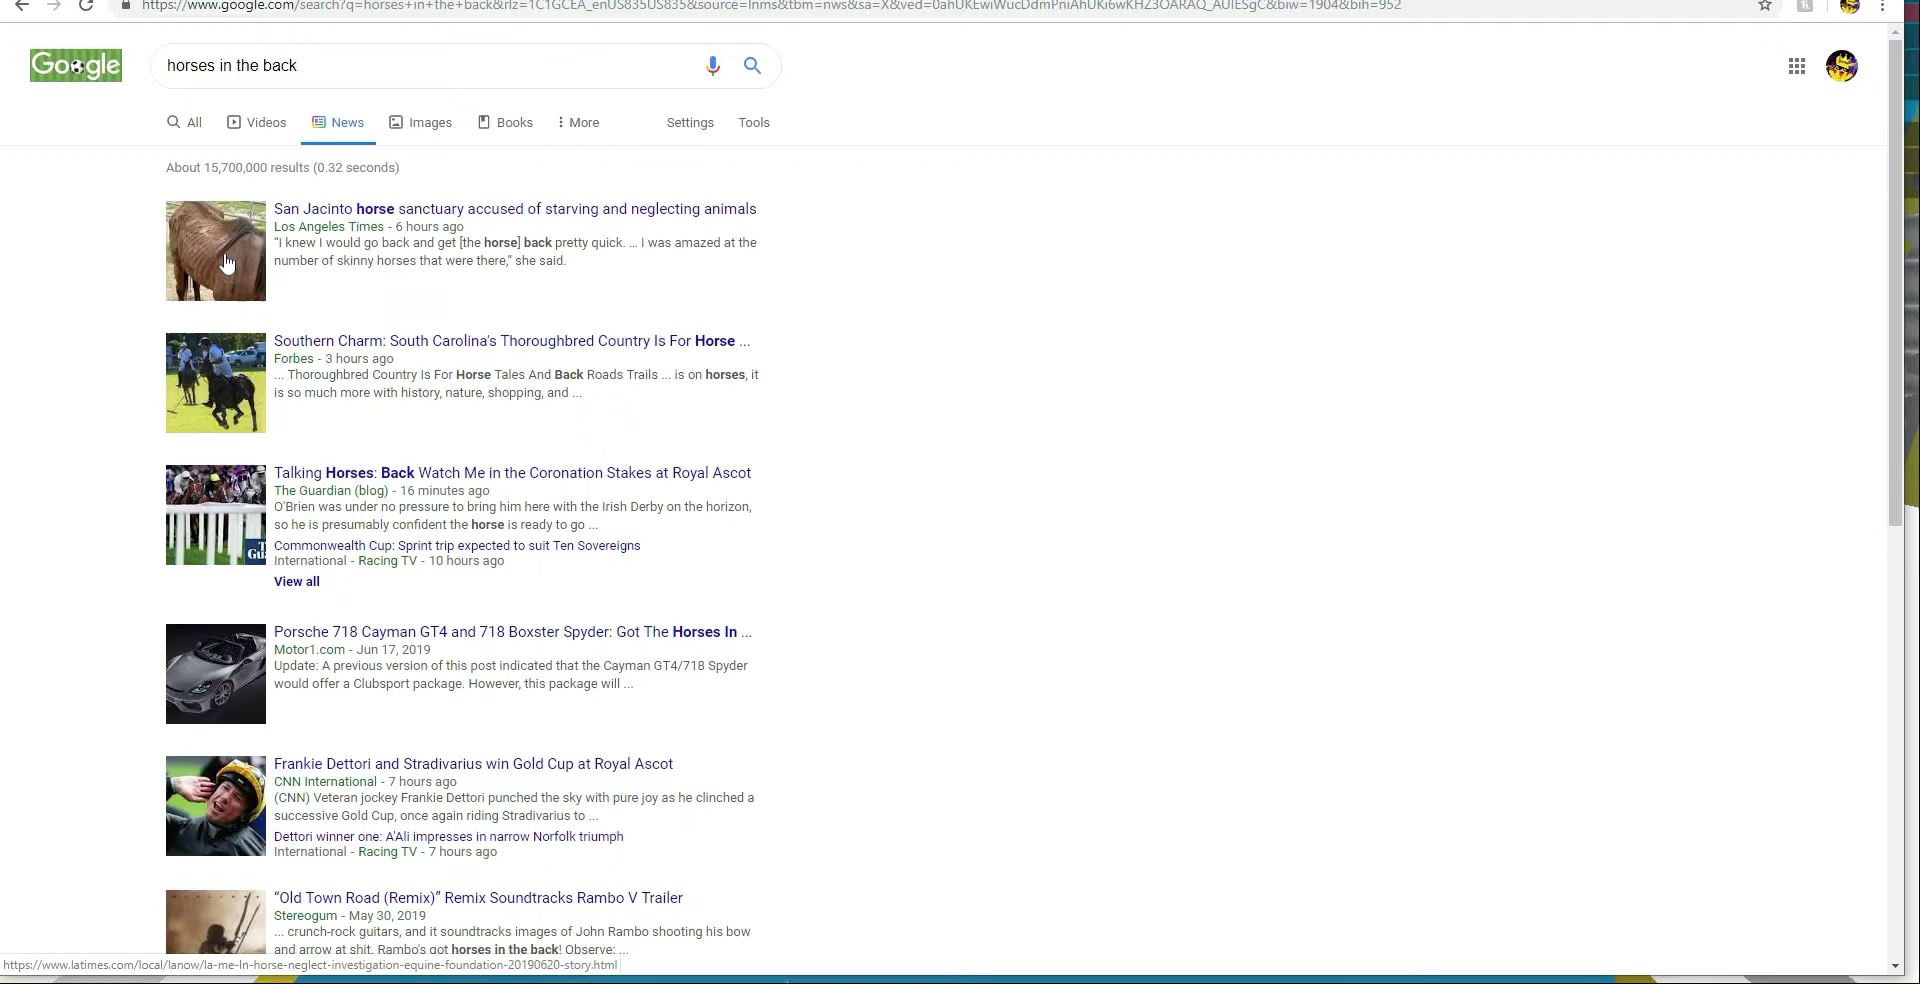 https://www.google.com/search?q=horses+in+the+back&rlz=1C1GCEA_enUS835US835&source=lnms&tbm=nws&sa=X&ved=0ahUKEwiWucDdmPniAhUKi6wKHZ3OARAQ_AUIESgC&biw=1904&bih=952
Google
horses in the back
All Videos News Images Books More Settings Tools
About 15,700,000 results (0.32 seconds)
San Jacinto horse sanctuary accused of starving and neglecting animals
Los Angeles Times - 6 hours ago
“I knew I would go back and get [the horse] back pretty quick. ... I was amazed at the
number of skinny horses that were there,” she said.
Southern Charm: South Carolina's Thoroughbred Country Is For Horse ...
Forbes - 3 hours ago
... Thoroughbred Country Is For Horse Tales And Back Roads Trails ... is on horses, it
is so much more with history, nature, shopping, and ...
Talking Horses: Back Watch Me in the Coronation Stakes at Royal Ascot
The Guardian (blog) - 16 minutes ago
O'Brien was under no pressure to bring him here with the Irish Derby on the horizon,
so he is presumably confident the horse is ready to go ...
Commonwealth Cup: Sprint trip expected to suit Ten Sovereigns
International - Racing TV - 10 hours ago
View all
Porsche 718 Cayman GT4 and 718 Boxster Spyder: Got The Horses In ...
Motor1.com - Jun 17, 2019
Update: A previous version of this post indicated that the Cayman GT4/718 Spyder
would offer a Clubsport package. However, this package will ...
Frankie Dettori and Stradivarius win Gold Cup at Royal Ascot
CNN International - 7 hours ago
(CNN) Veteran jockey Frankie Dettori punched the sky with pure joy as he clinched a
successive Gold Cup, once again riding Stradivarius to ...
Dettori winner one: A'Ali impresses in narrow Norfolk triumph
International - Racing TV - 7 hours ago
“Old Town Road (Remix)” Remix Soundtracks Rambo V Trailer
Stereogum - May 30, 2019
... crunch-rock guitars, and it soundtracks images of John Rambo shooting his bow
and arrow at shit. Rambo's got horses in the back! Observe: ...
https://www.latimes.com/local/lanow/la-me-ln-horse-neglect-investigation-equine-foundation-20190620-story.html